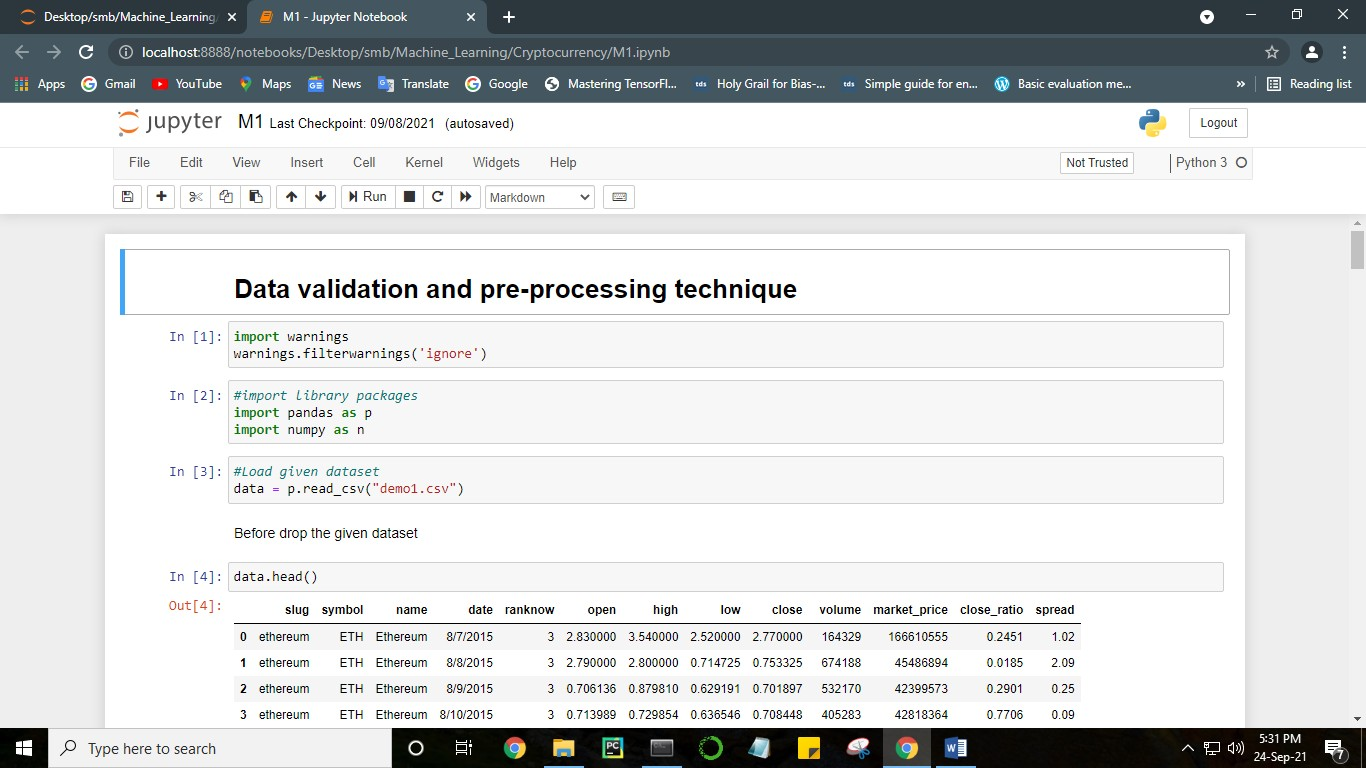 Desktop/smb/Machine_Learning
M1 - Jupyter Notebook
localhost:8888/notebooks/Desktop/smb/Machine_Learning/Cryptocurrency/M1.ipynb
Apps Gmail YouTube Maps News Translate Google Mastering TensorFl... Holy Grail for Bias-... Simple guide for en... Basic evaluation me... » Reading list
jupyter M1 Last Checkpoint: 09/08/2021 (autosaved) Logout
File Edit View Insert Cell Kernel Widgets Help Not Trusted Python 3
Run Markdown
Data validation and pre-processing technique
In [1]: import warnings
warnings.filterwarnings('ignore')
In [2]: #import library packages
import pandas as p
import numpy as n
In [3]: #Load given dataset
data = p.read_csv("demo1.csv")
Before drop the given dataset
In [4]: data.head()
Out[4]:
slug symbol name date ranknow open high low close volume market_price close_ratio spread
0 ethereum ETH Ethereum 8/7/2015 3 2.830000 3.540000 2.520000 2.770000 164329 166610555 0.2451 1.02
1 ethereum ETH Ethereum 8/8/2015 3 2.790000 2.800000 0.714725 0.753325 674188 45486894 0.0185 2.09
2 ethereum ETH Ethereum 8/9/2015 3 0.706136 0.879810 0.629191 0.701897 532170 42399573 0.2901 0.25
3 ethereum ETH Ethereum 8/10/2015 3 0.713989 0.729854 0.636546 0.708448 405283 42818364 0.7706 0.09
Type here to search
5:31 PM
24-Sep-21
7